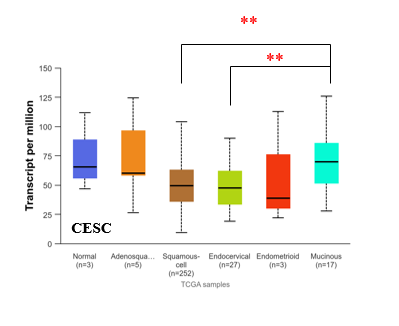 **
**
Transcript per million
150
125
100
75
50
25
0
CESC
Normal
(n=3)
Adenosqua...
(n=5)
Squamous-
cell
(n=252)
Endocervical
(n=27)
Endometrioid
(n=3)
Mucinous
(n=17)
TCGA samples